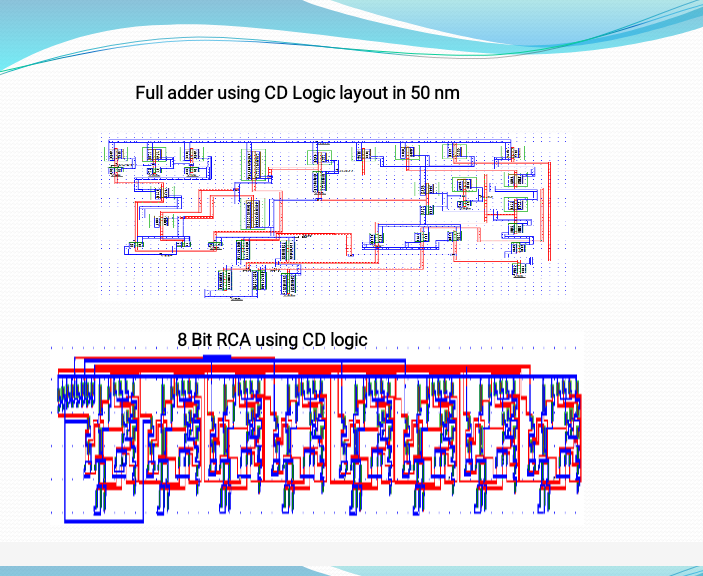 Full adder using CD Logic layout in 50 nm
8 Bit RCA using CD logic